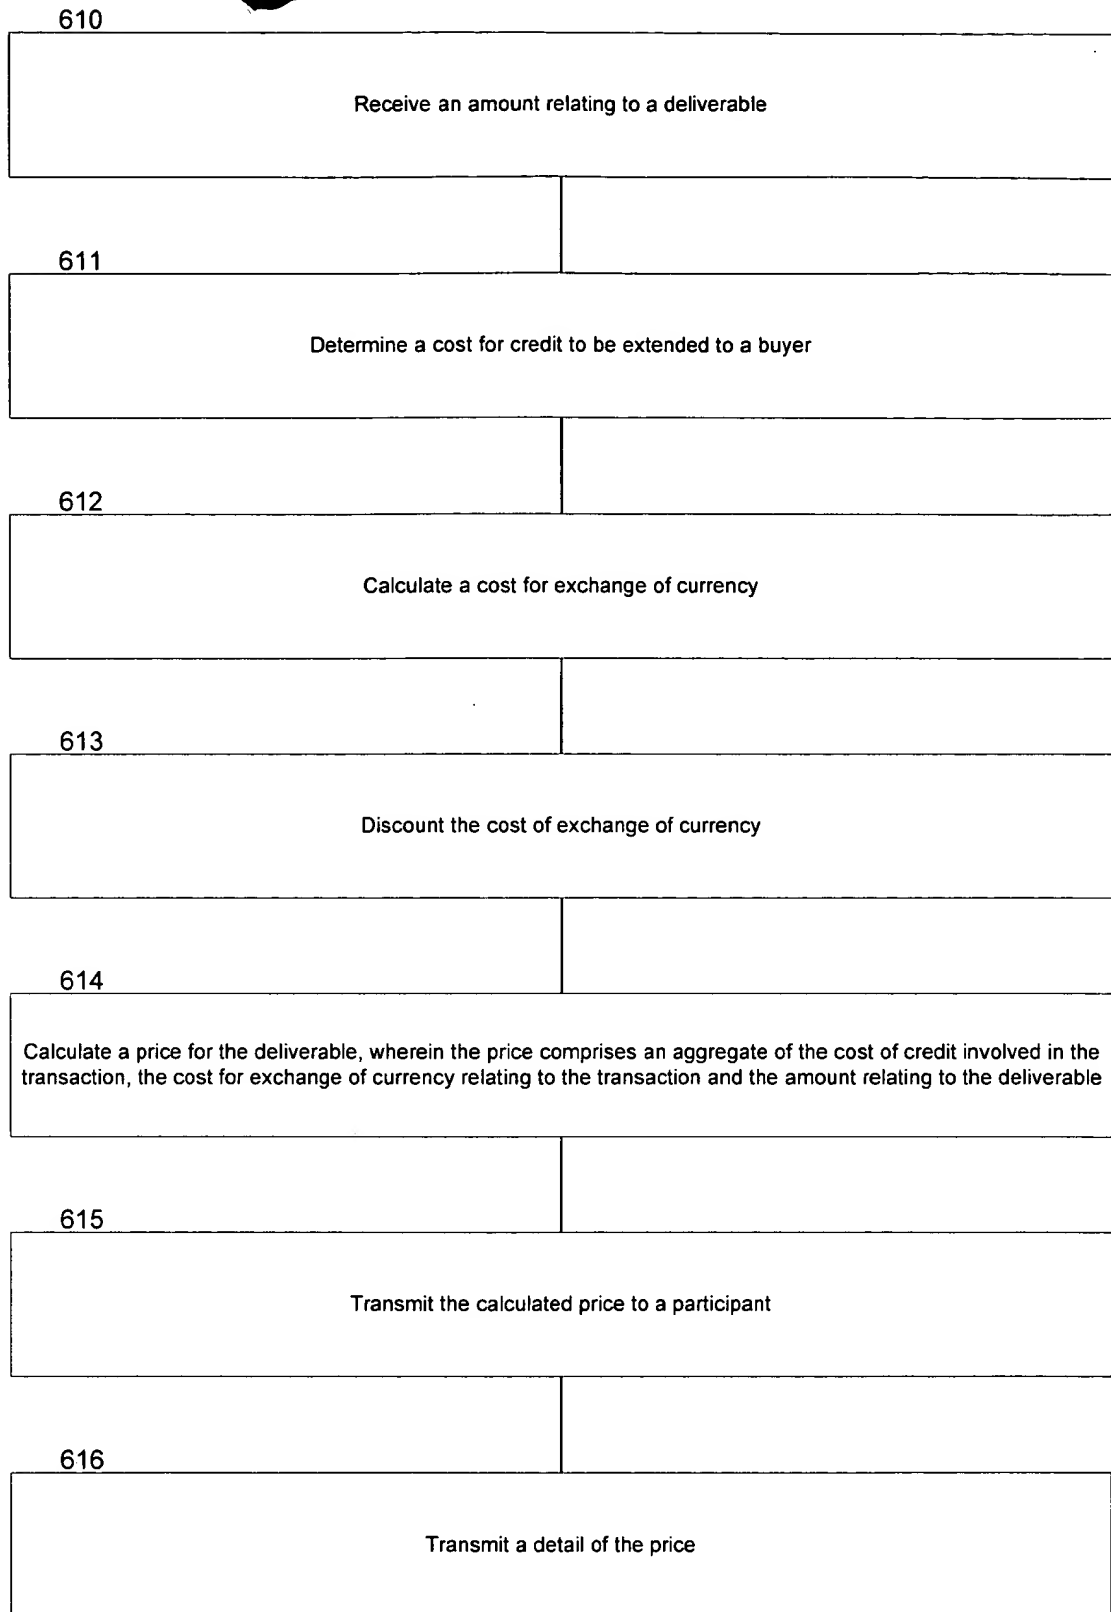 610
Receive an amount relating to a deliverable
611
Determine a cost for credit to be extended to a buyer
612
Calculate a cost for exchange of currency
613
Discount the cost of exchange of currency
614
Calculate a price for the deliverable, wherein the price comprises an aggregate of the cost of credit involved in the
transaction, the cost for exchange of currency relating to the transaction and the amount relating to the deliverable
615
Transmit the calculated price to a participant
616
Transmit a detail of the price